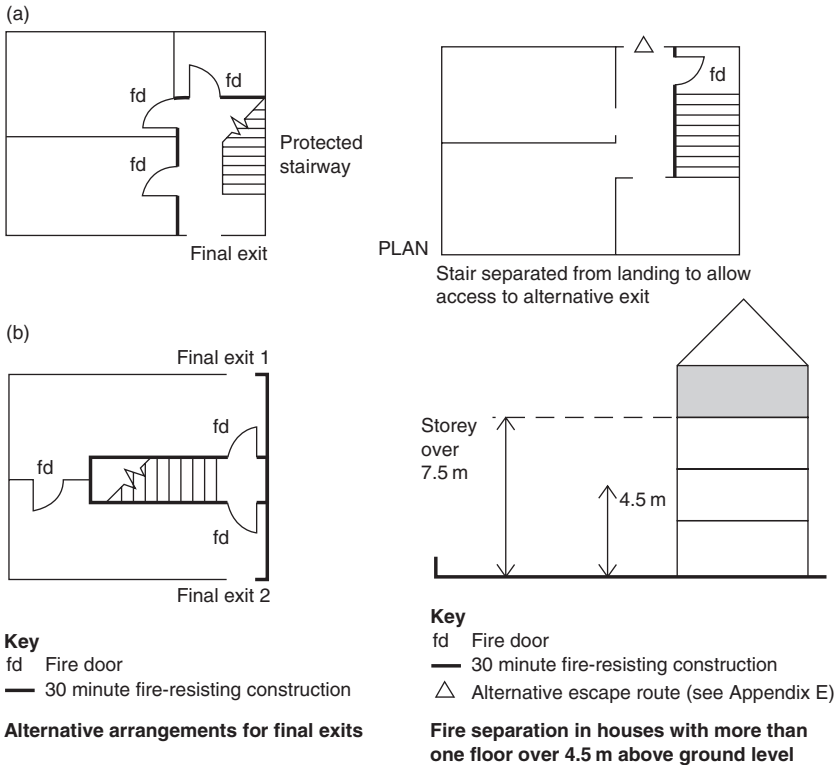 (a)
fd
fd
fd
Protected
stairway
Final exit
fd
PLAN
Stair separated from landing to allow
access to alternative exit
(b)
Final exit 1
fd
fd
fd
Final exit 2
Key
fd Fire door
30 minute fire-resisting construction
Alternative arrangements for final exits
Storey
over
7.5 m
4.5 m
Key
fd Fire door
30 minute fire-resisting construction
Alternative escape route (see Appendix E)
Fire separation in houses with more than
one floor over 4.5 m above ground level